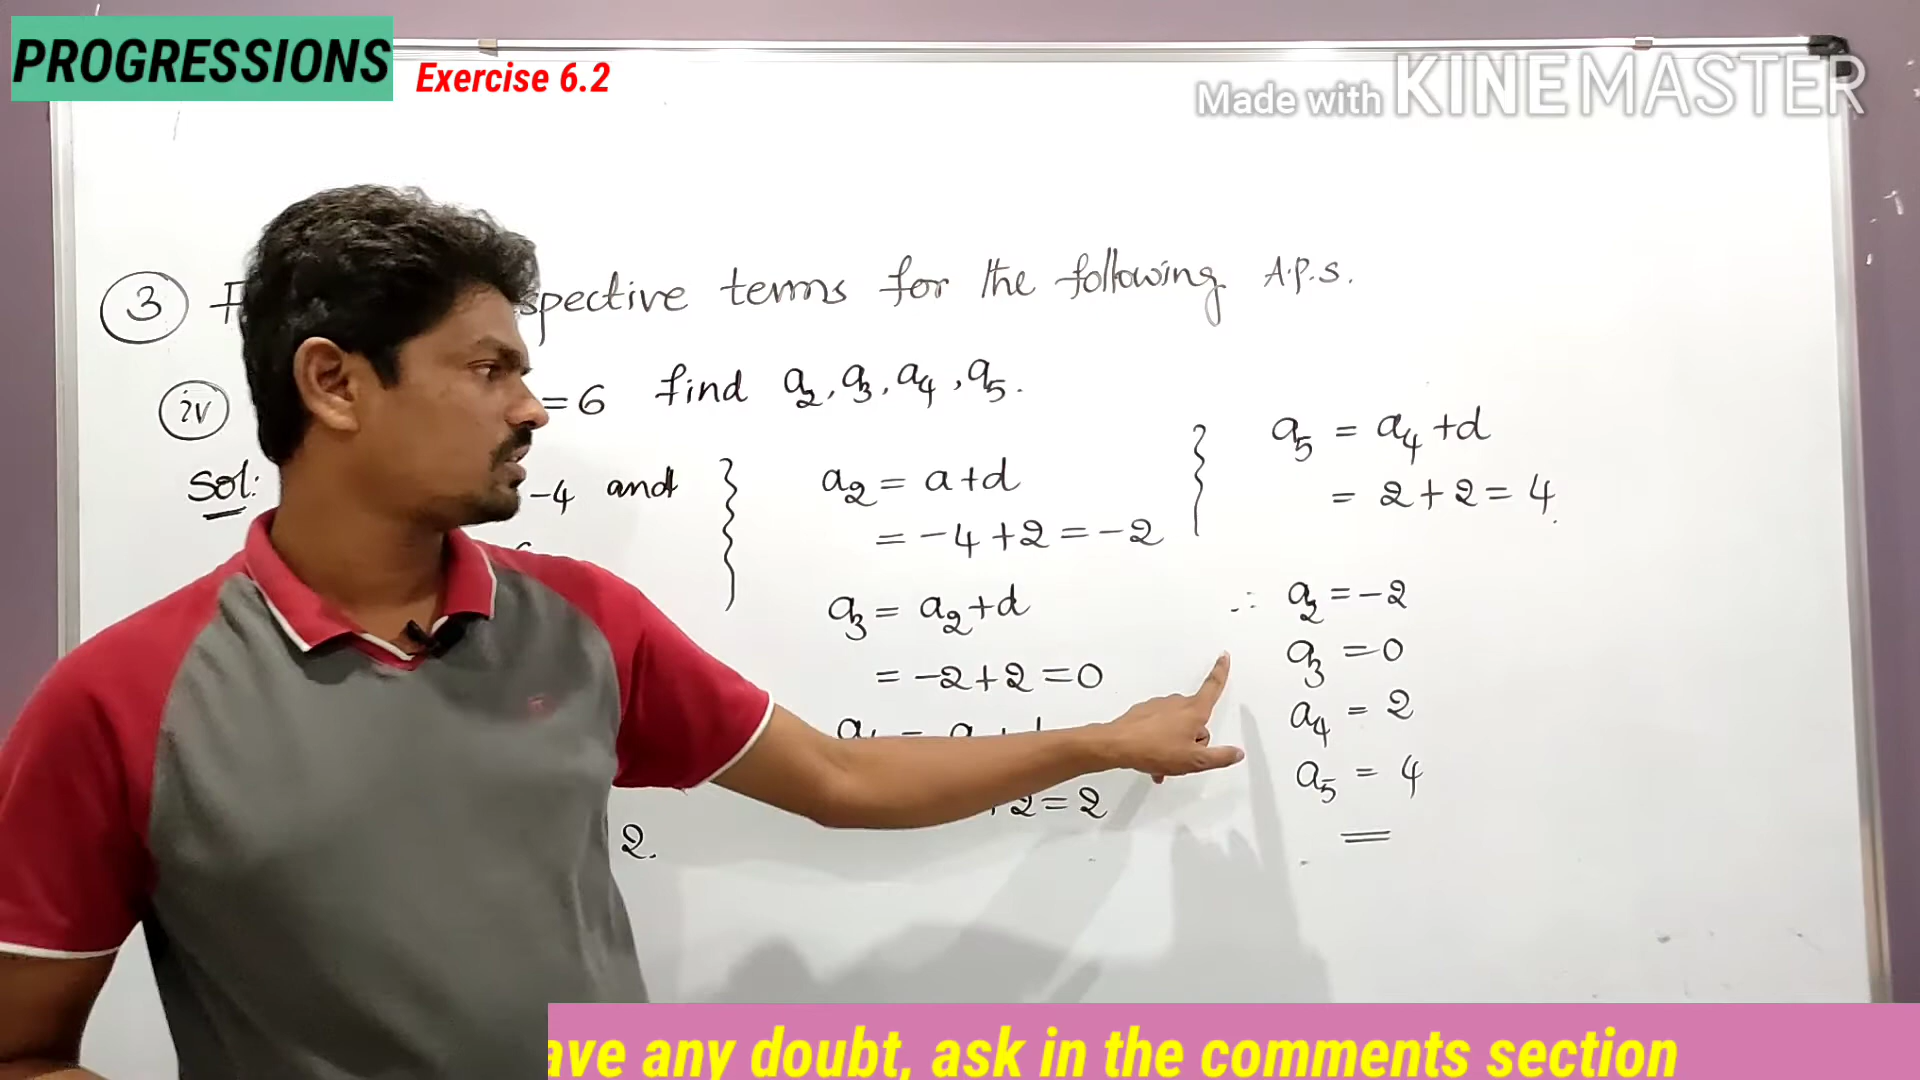 PROGRESSIONS
Exercise 6.2
Made with KINEMASTER
3 spective terms for the following A.P.s.
iv =6 find a2, a3, a4, a5.
Sol: -4 and
2.
a2 = a+d
= -4+2 = -2
a3 = a2+d
= -2+2 = 0
+2 = 2
a5 = a4+d
= 2+2 = 4
∴ a2 = -2
a3 = 0
a4 = 2
a5 = 4
ave any doubt, ask in the comments section